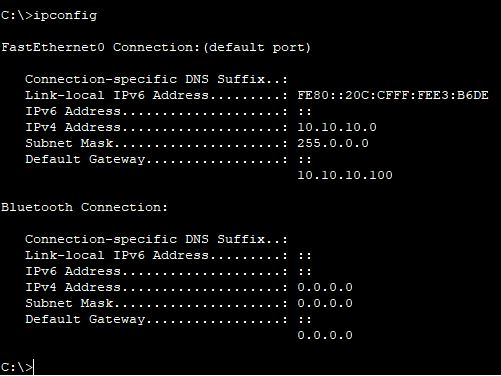 C:\>ipconfig
FastEthernet0 Connection:(default port)
Connection-specific DNS Suffix..:
Link-local IPv6 Address.........: FE80::20C:CFFF:FEE3:B6DE
IPv6 Address....................: ::
IPv4 Address....................: 10.10.10.0
Subnet Mask.....................: 255.0.0.0
Default Gateway.................: ::
10.10.10.100
Bluetooth Connection:
Connection-specific DNS Suffix..:
Link-local IPv6 Address.........: ::
IPv6 Address....................: ::
IPv4 Address....................: 0.0.0.0
Subnet Mask.....................: 0.0.0.0
Default Gateway.................: ::
0.0.0.0
C:\>